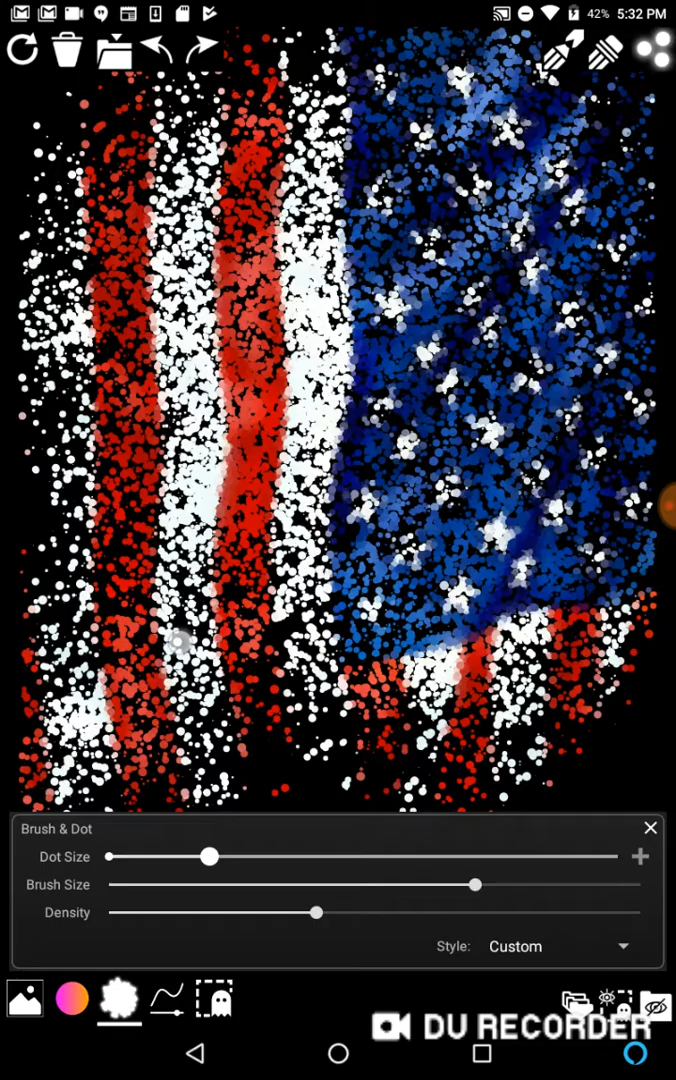 42% 5:32 PM
Brush & Dot
Dot Size
Brush Size
Density
Style: Custom
DU RECORDER